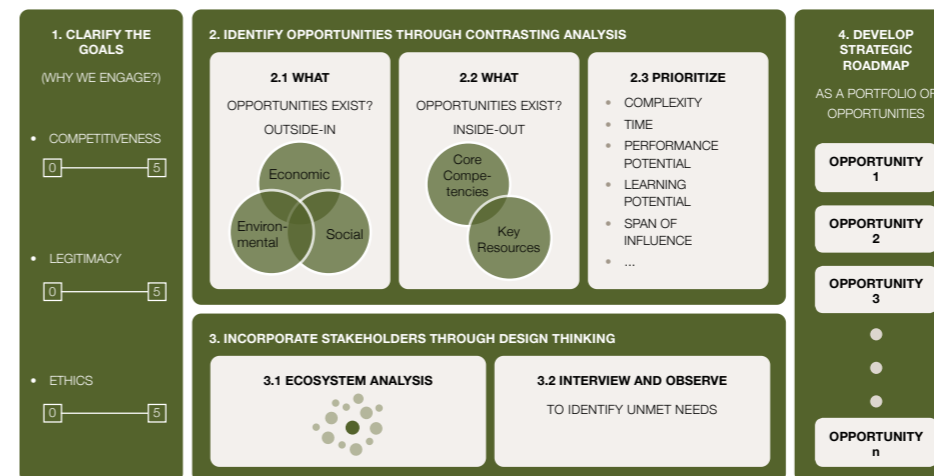 1. CLARIFY THE
GOALS
(WHY WE ENGAGE?)
• COMPETITIVENESS
0 5
• LEGITIMACY
0 5
• ETHICS
0 5
2. IDENTIFY OPPORTUNITIES THROUGH CONTRASTING ANALYSIS
2.1 WHAT
OPPORTUNITIES EXIST?
OUTSIDE-IN
Economic
Environ-
mental
Social
2.2 WHAT
OPPORTUNITIES EXIST?
INSIDE-OUT
Core
Compe-
tencies
Key
Resources
2.3 PRIORITIZE
• COMPLEXITY
• TIME
• PERFORMANCE
POTENTIAL
• LEARNING
POTENTIAL
• SPAN OF
INFLUENCE
• ...
3. INCORPORATE STAKEHOLDERS THROUGH DESIGN THINKING
3.1 ECOSYSTEM ANALYSIS
3.2 INTERVIEW AND OBSERVE
TO IDENTIFY UNMET NEEDS
4. DEVELOP
STRATEGIC
ROADMAP
AS A PORTFOLIO OF
OPPORTUNITIES
OPPORTUNITY
1
OPPORTUNITY
2
OPPORTUNITY
3
OPPORTUNITY
n